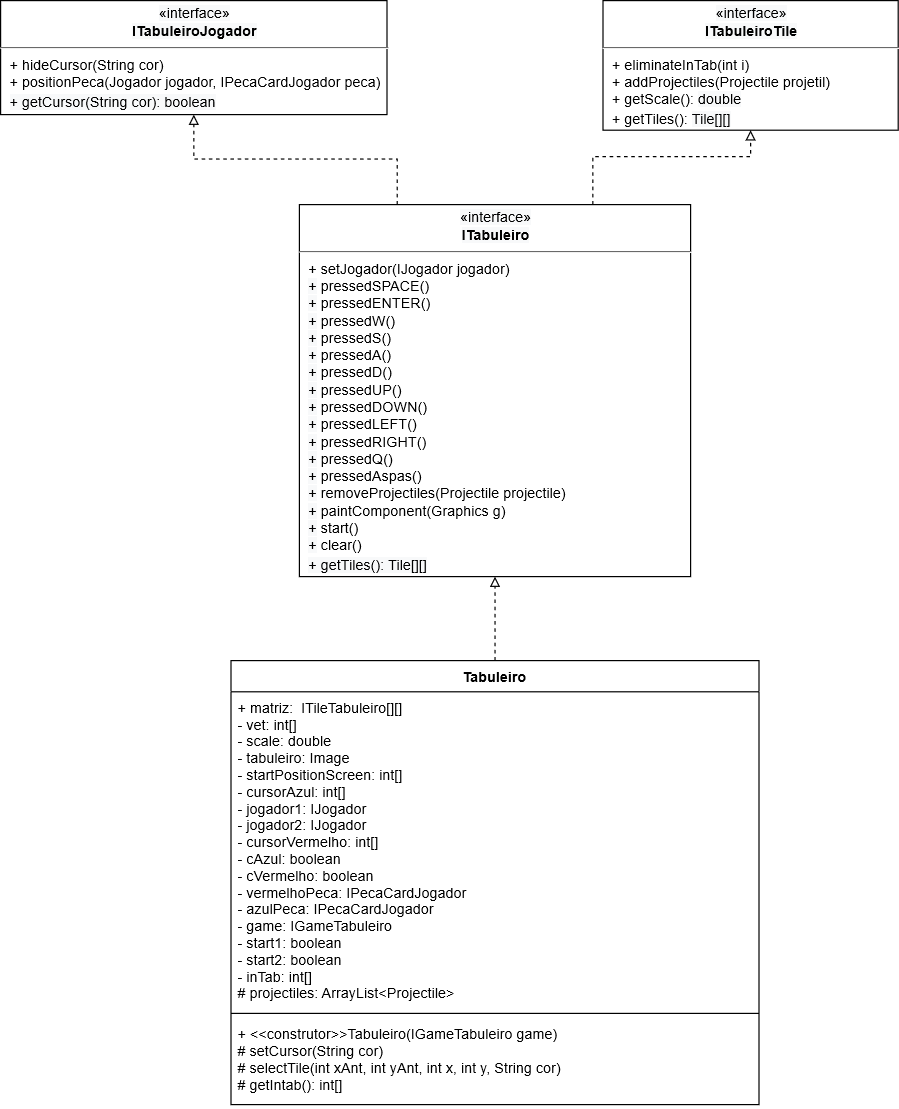 «interface»
ITabuleiroJogador
+ hideCursor(String cor)
+ positionPeca(Jogador jogador, IPecaCardJogador peca)
+ getCursor(String cor): boolean
«interface»
ITabuleiroTile
+ eliminateInTab(int i)
+ addProjectiles(Projectile projetil)
+ getScale(): double
+ getTiles(): Tile[][]
«interface»
ITabuleiro
+ setJogador(IJogador jogador)
+ pressedSPACE()
+ pressedENTER()
+ pressedW()
+ pressedS()
+ pressedA()
+ pressedD()
+ pressedUP()
+ pressedDOWN()
+ pressedLEFT()
+ pressedRIGHT()
+ pressedQ()
+ pressedAspas()
+ removeProjectiles(Projectile projectile)
+ paintComponent(Graphics g)
+ start()
+ clear()
+ getTiles(): Tile[][]
Tabuleiro
+ matriz:  ITileTabuleiro[][]
- vet: int[]
- scale: double
- tabuleiro: Image
- startPositionScreen: int[]
- cursorAzul: int[]
- jogador1: IJogador
- jogador2: IJogador
- cursorVermelho: int[]
- cAzul: boolean
- cVermelho: boolean
- vermelhoPeca: IPecaCardJogador
- azulPeca: IPecaCardJogador
- game: IGameTabuleiro
- start1: boolean
- start2: boolean
- inTab: int[]
# projectiles: ArrayList<Projectile>
+ <<construtor>>Tabuleiro(IGameTabuleiro game)
# setCursor(String cor)
# selectTile(int xAnt, int yAnt, int x, int y, String cor)
# getIntab(): int[]